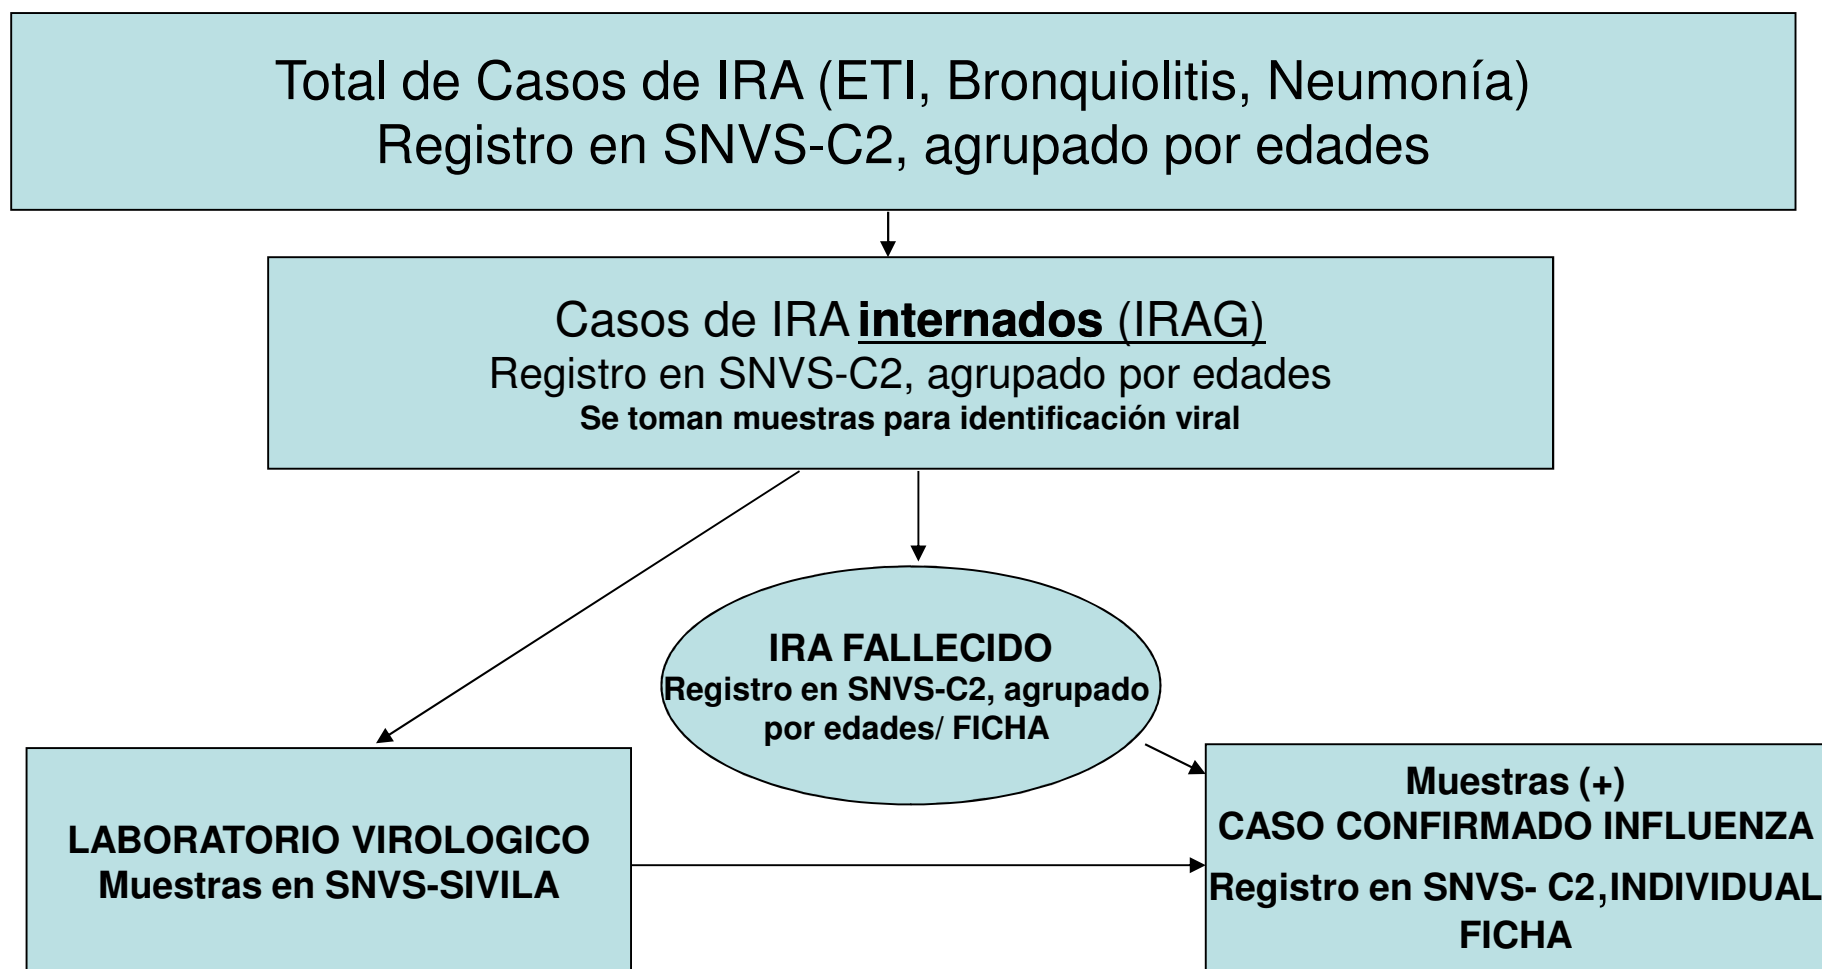 Total de Casos de IRA (ETI, Bronquiolitis, Neumonía)
Registro en SNVS-C2, agrupado por edades
Casos de IRA internados (IRAG)
Registro en SNVS-C2, agrupado por edades
Se toman muestras para identificación viral
IRA FALLECIDO
Registro en SNVS-C2, agrupado
por edades/ FICHA
LABORATORIO VIROLOGICO
Muestras en SNVS-SIVILA
Muestras (+)
CASO CONFIRMADO INFLUENZA
Registro en SNVS- C2,INDIVIDUAL
FICHA